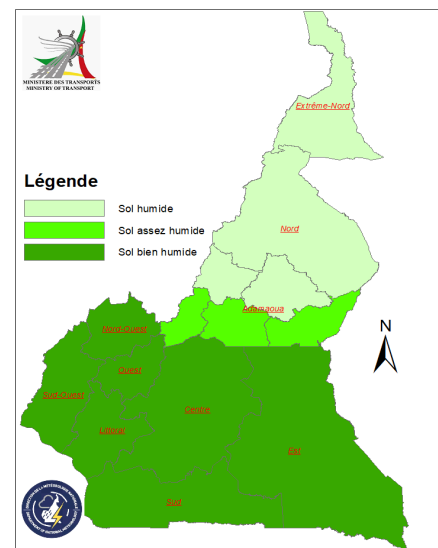 MINISTERE DES TRANSPORTS
MINISTRY OF TRANSPORT
Extrême-Nord
Légende
Sol humide
Sol assez humide
Sol bien humide
Nord
Adamaoua
N
Nord-Ouest
Ouest
Sud-Ouest
Centre
Littoral
Est
Sud